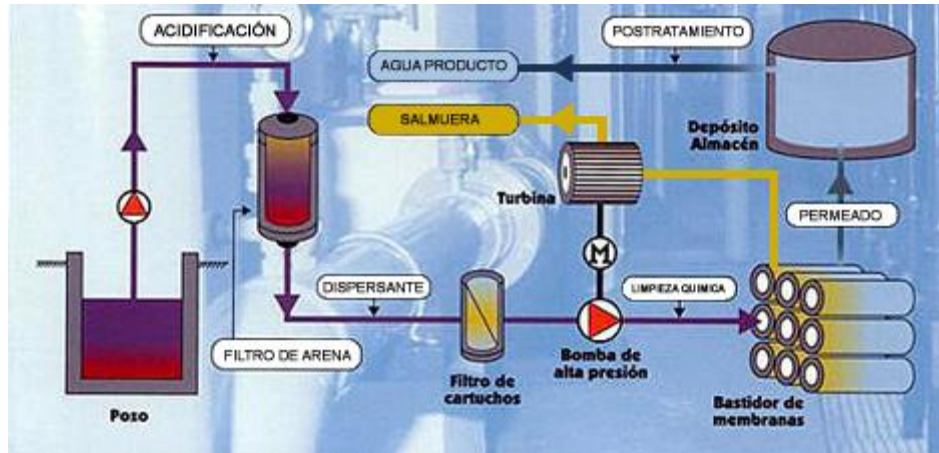 ACIDIFICACIÓN
POSTRATAMIENTO
AGUA PRODUCTO
SALMUERA
Depósito
Almacén
Turbina
PERMEADO
M
DISPERSANTE
LIMPIEZA QUIMICA
FILTRO DE ARENA
Bomba de
alta presión
Filtro de
cartuchos
Bastidor de
membranas
Pozo